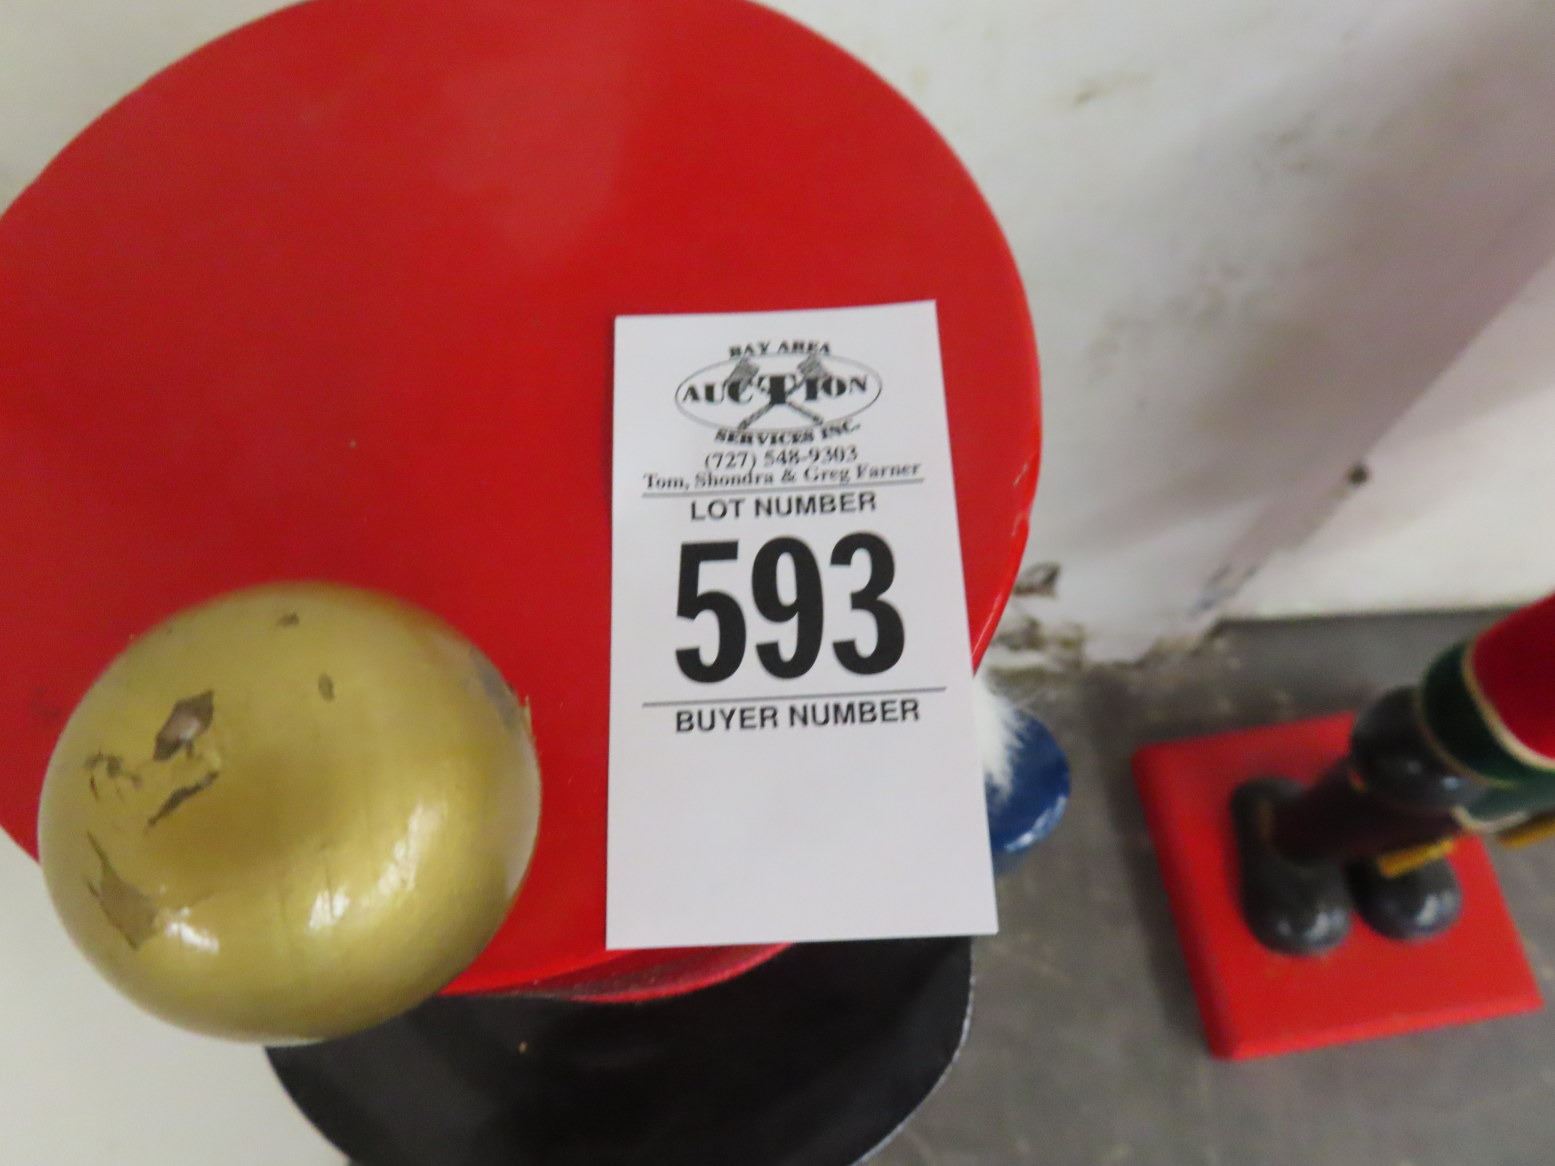 BAY AREA
AUCTION
SERVICES INC.
(727) 548-9303
Tom, Shondra & Greg Farner
LOT NUMBER
593
BUYER NUMBER